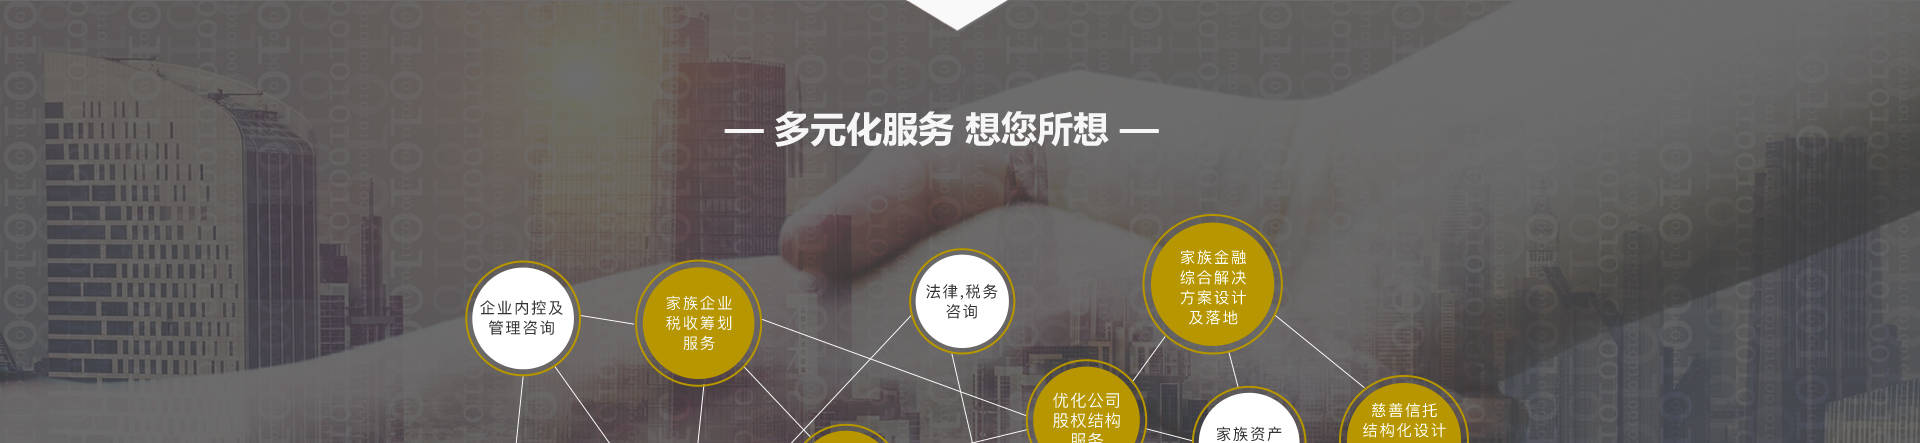 — 多元化服务 想您所想 —
企业内控及
管理咨询
家族企业
税收筹划
服务
法律,税务
咨询
家族金融
综合解决
方案设计
及落地
优化公司
股权结构
服务
家族资产
慈善信托
结构化设计